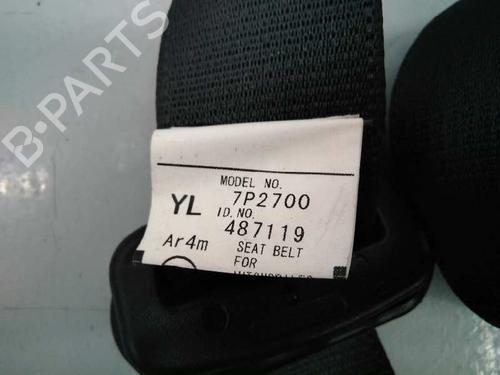 B-PARTS
MODEL NO.
YL 7P2700
ID.NO.
487119
Ar4m SEAT BELT
FOR